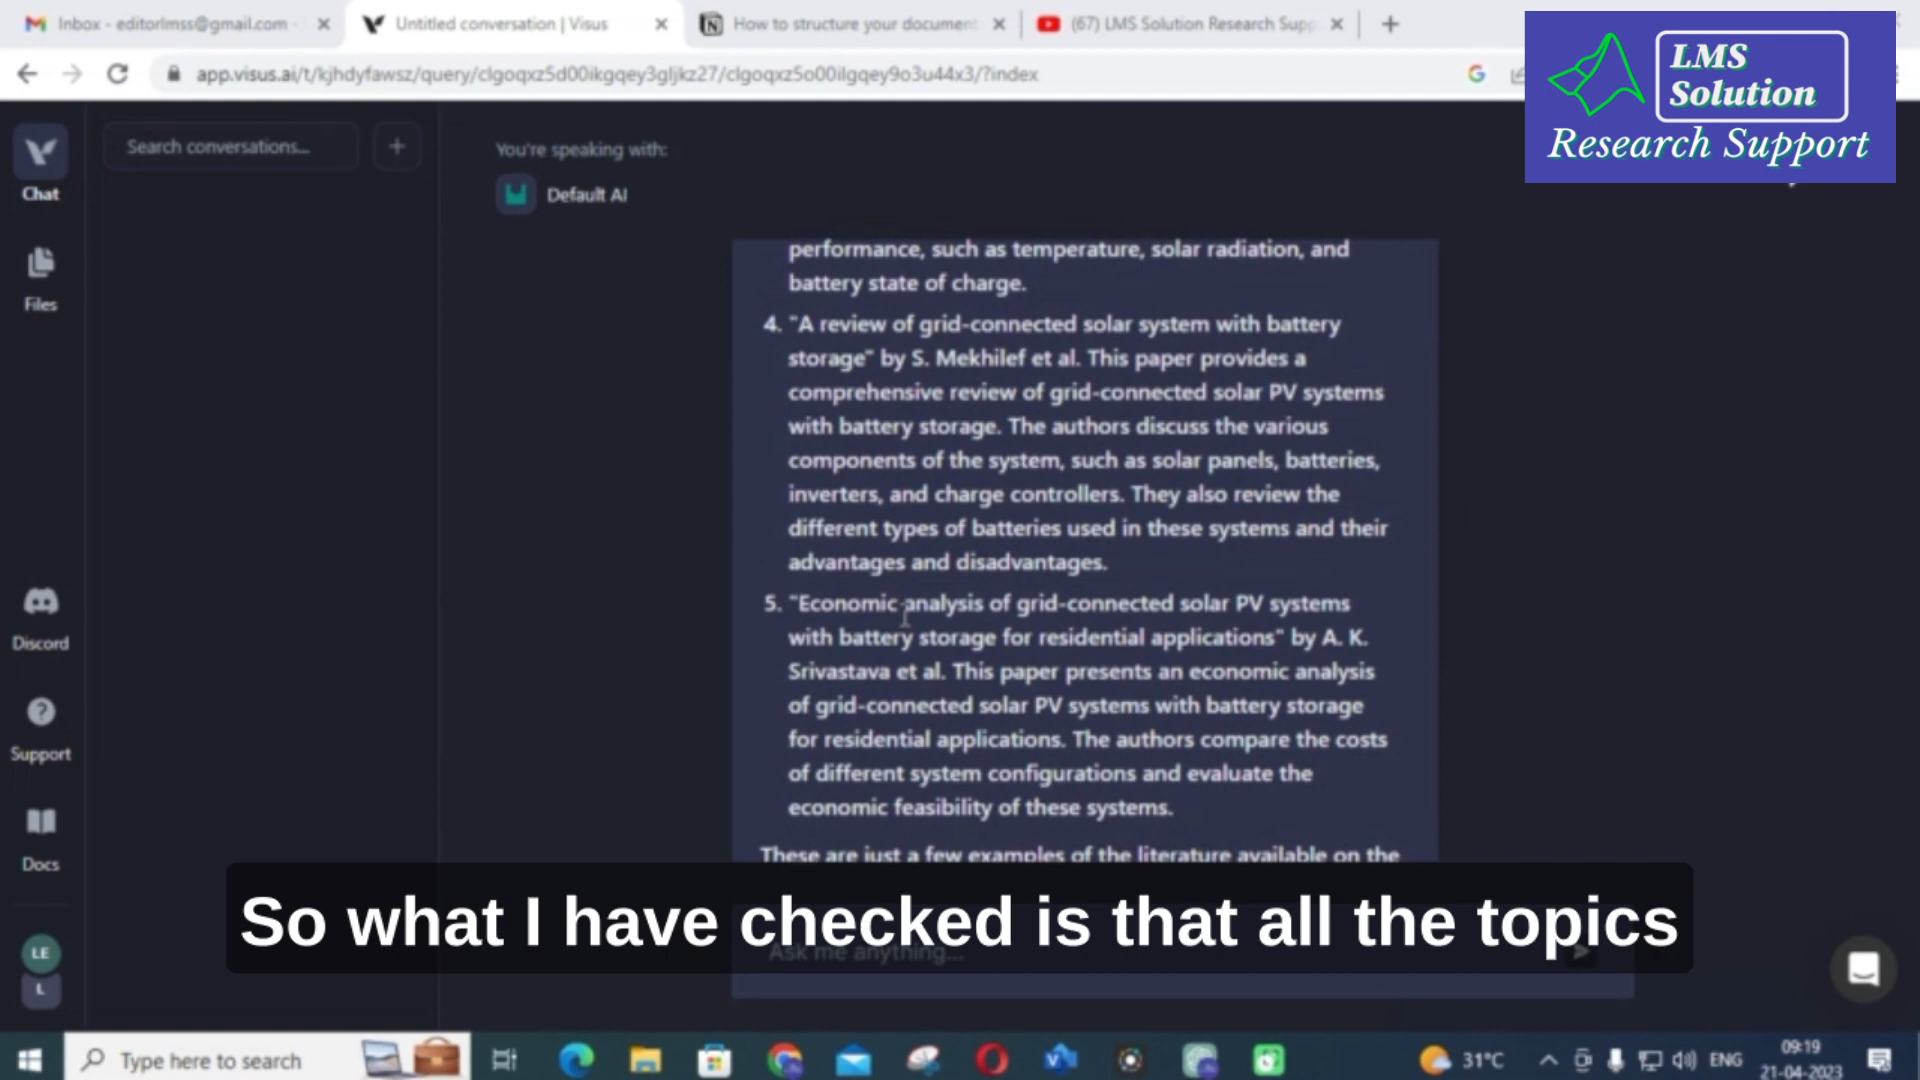 Inbox - editorlmss@gmail.com -
Untitled conversation | Visus
How to structure your document
(67) LMS Solution Research Supp
app.visus.ai/t/kjhdyfawsz/query/clgoqxz5d00ikgqey3gljkz27/clgoqxz5o00ilgqey9o3u44x3/?index
LMS
Solution
Research Support
Search conversations...
Chat
Files
Discord
Support
Docs
LE
L
You're speaking with:
Default AI
performance, such as temperature, solar radiation, and
battery state of charge.
4. "A review of grid-connected solar system with battery
storage" by S. Mekhilef et al. This paper provides a
comprehensive review of grid-connected solar PV systems
with battery storage. The authors discuss the various
components of the system, such as solar panels, batteries,
inverters, and charge controllers. They also review the
different types of batteries used in these systems and their
advantages and disadvantages.
5. "Economic analysis of grid-connected solar PV systems
with battery storage for residential applications" by A. K.
Srivastava et al. This paper presents an economic analysis
of grid-connected solar PV systems with battery storage
for residential applications. The authors compare the costs
of different system configurations and evaluate the
economic feasibility of these systems.
These are just a few examples of the literature available on the
So what I have checked is that all the topics
Ask me anything...
Type here to search
31°C
ENG
09:19
21-04-2023